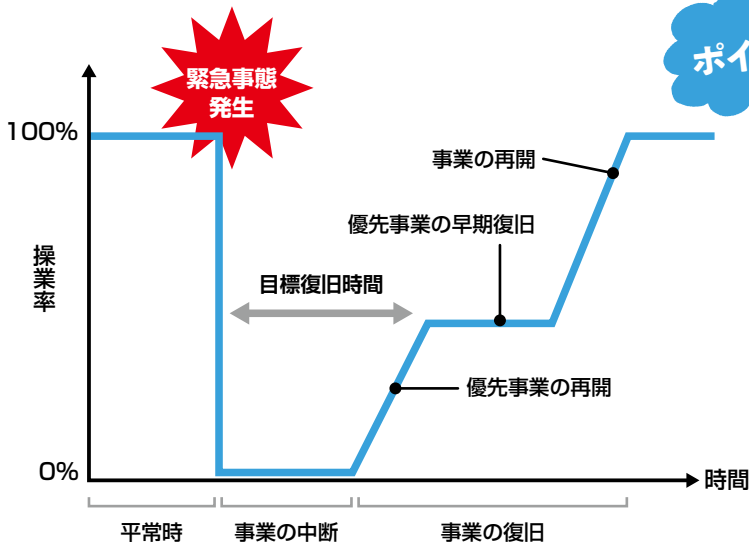 ポイ
緊急事態
発生
100%
事業の再開
優先事業の早期復旧
操業率
目標復旧時間
優先事業の再開
0%
時間
平常時
事業の中断
事業の復旧